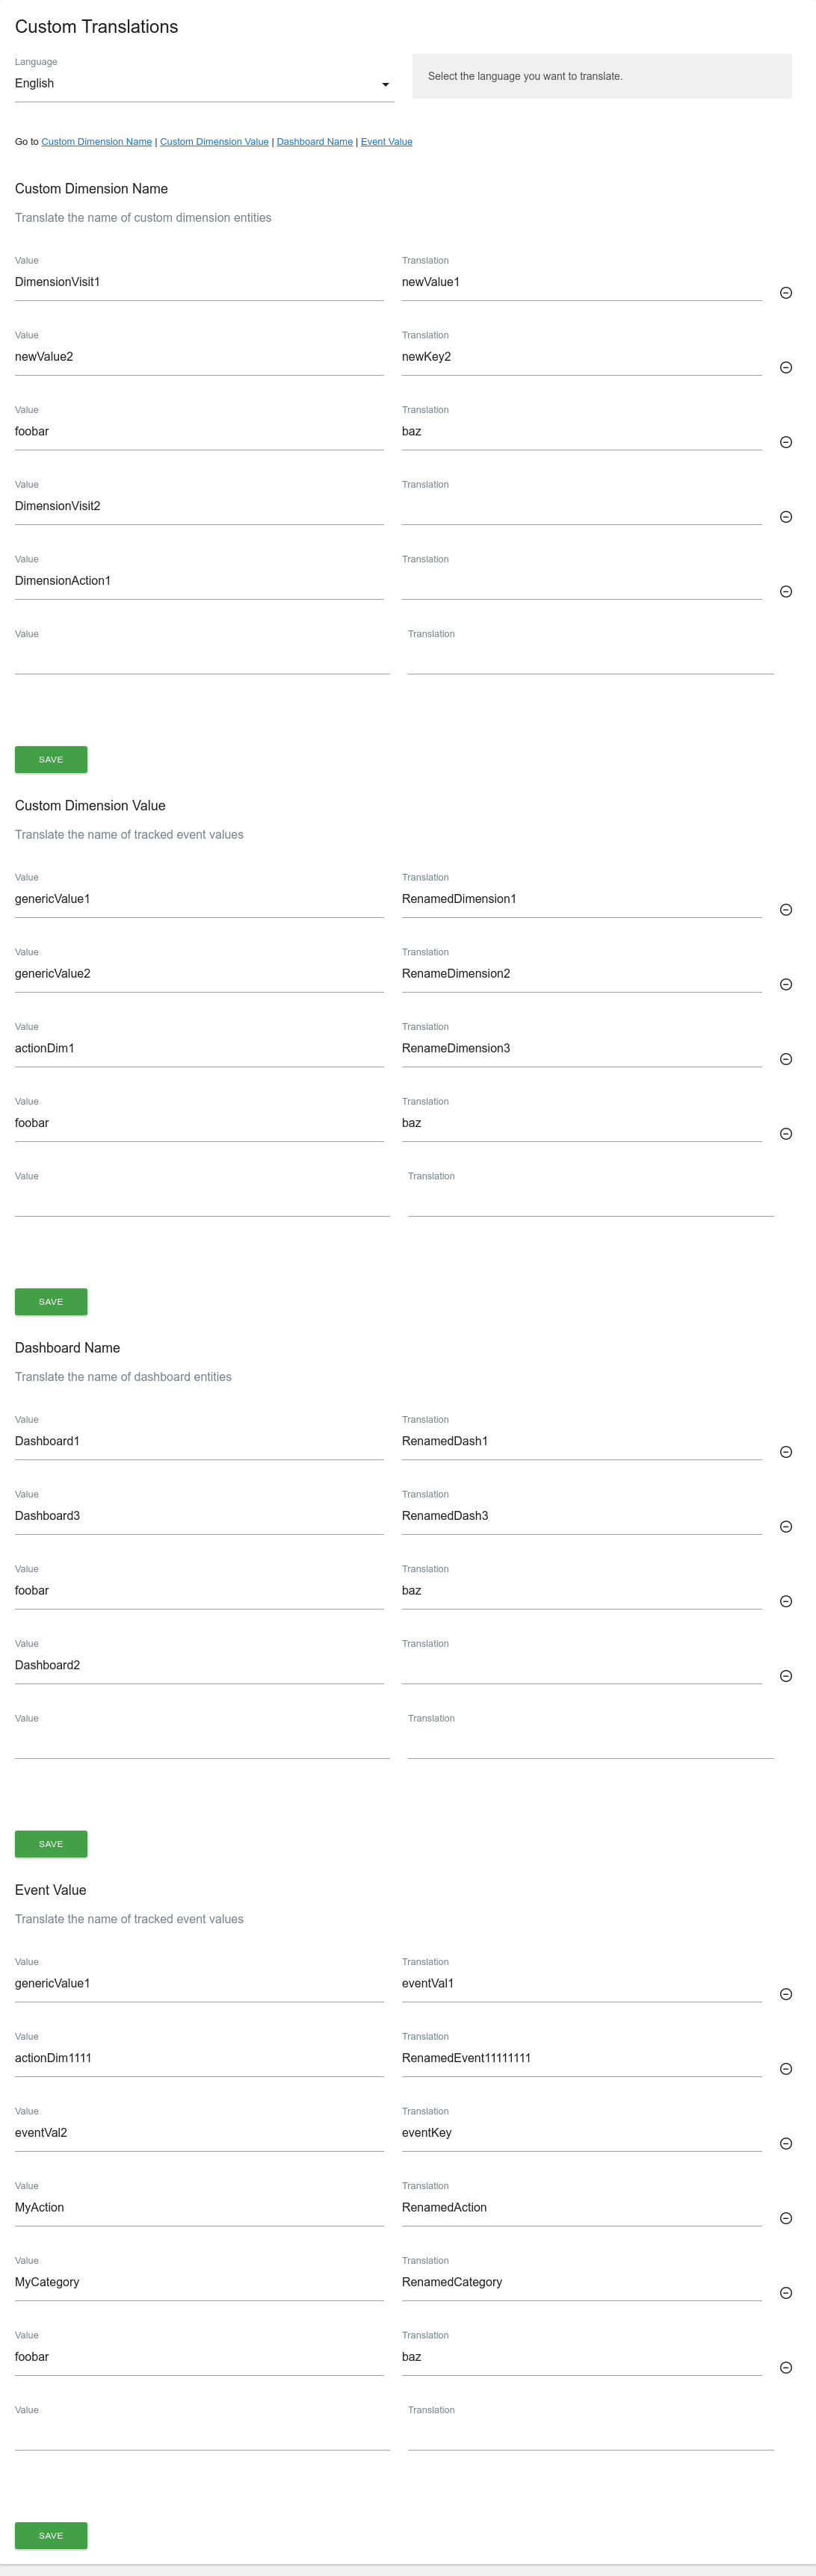 Custom Translations
Language
English
Select the language you want to translate.
Go to Custom Dimension Name | Custom Dimension Value | Dashboard Name | Event Value
Custom Dimension Name
Translate the name of custom dimension entities
Value Translation
DimensionVisit1 newValue1
Value Translation
newValue2 newKey2
Value Translation
foobar baz
Value Translation
DimensionVisit2
Value Translation
DimensionAction1
Value Translation
SAVE
Custom Dimension Value
Translate the name of tracked event values
Value Translation
genericValue1 RenamedDimension1
Value Translation
genericValue2 RenameDimension2
Value Translation
actionDim1 RenameDimension3
Value Translation
foobar baz
Value Translation
SAVE
Dashboard Name
Translate the name of dashboard entities
Value Translation
Dashboard1 RenamedDash1
Value Translation
Dashboard3 RenamedDash3
Value Translation
foobar baz
Value Translation
Dashboard2
Value Translation
SAVE
Event Value
Translate the name of tracked event values
Value Translation
genericValue1 eventVal1
Value Translation
actionDim1111 RenamedEvent11111111
Value Translation
eventVal2 eventKey
Value Translation
MyAction RenamedAction
Value Translation
MyCategory RenamedCategory
Value Translation
foobar baz
Value Translation
SAVE